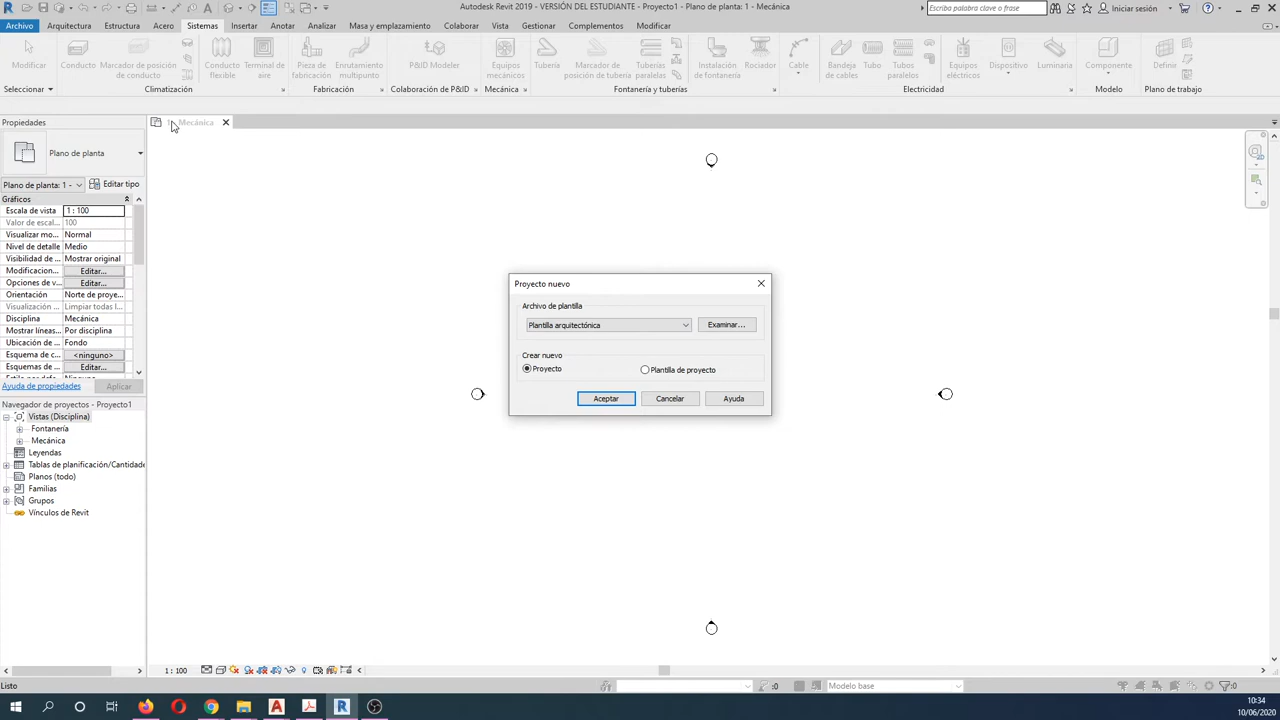 Autodesk Revit 2019 - VERSIÓN DEL ESTUDIANTE - Proyecto1 - Plano de planta: 1 - Mecánica
Escriba palabra clave o frase
Iniciar sesión
Archivo Arquitectura Estructura Acero Sistemas Insertar Anotar Analizar Masa y emplazamiento Colaborar Vista Gestionar Complementos Modificar
Modificar Conducto Marcador de posición de conducto Conducto flexible Terminal de aire Pieza de fabricación Enrutamiento multipunto P&ID Modeler Equipos mecánicos Tubería Marcador de posición de tubería Tuberías paralelas Instalación de fontanería Rociador Cable Bandeja de cables Tubo Tubos paralelos Equipos eléctricos Dispositivo Luminaria Componente Definir
Seleccionar Climatización Fabricación Colaboración de P&ID Mecánica Fontanería y tuberías Electricidad Modelo Plano de trabajo
Propiedades
Mecánica
Plano de planta
Plano de planta: 1 - Editar tipo
Gráficos
Escala de vista 1 : 100
Valor de escal... 100
Visualizar mo... Normal
Nivel de detalle Medio
Visibilidad de ... Mostrar original
Modificacion... Editar...
Opciones de v... Editar...
Orientación Norte de proye...
Visualización ... Limpiar todas l...
Disciplina Mecánica
Mostrar líneas... Por disciplina
Ubicación de ... Fondo
Esquema de c... <ninguno>
Esquemas de ... Editar...
Ayuda de propiedades Aplicar
Navegador de proyectos - Proyecto1
Vistas (Disciplina)
Fontanería
Mecánica
Leyendas
Tablas de planificación/Cantidade
Planos (todo)
Familias
Grupos
Vínculos de Revit
Proyecto nuevo
Archivo de plantilla
Plantilla arquitectónica Examinar...
Crear nuevo
Proyecto Plantilla de proyecto
Aceptar Cancelar Ayuda
1 : 100
Listo
:0
Modelo base
:0
10:34
10/06/2020